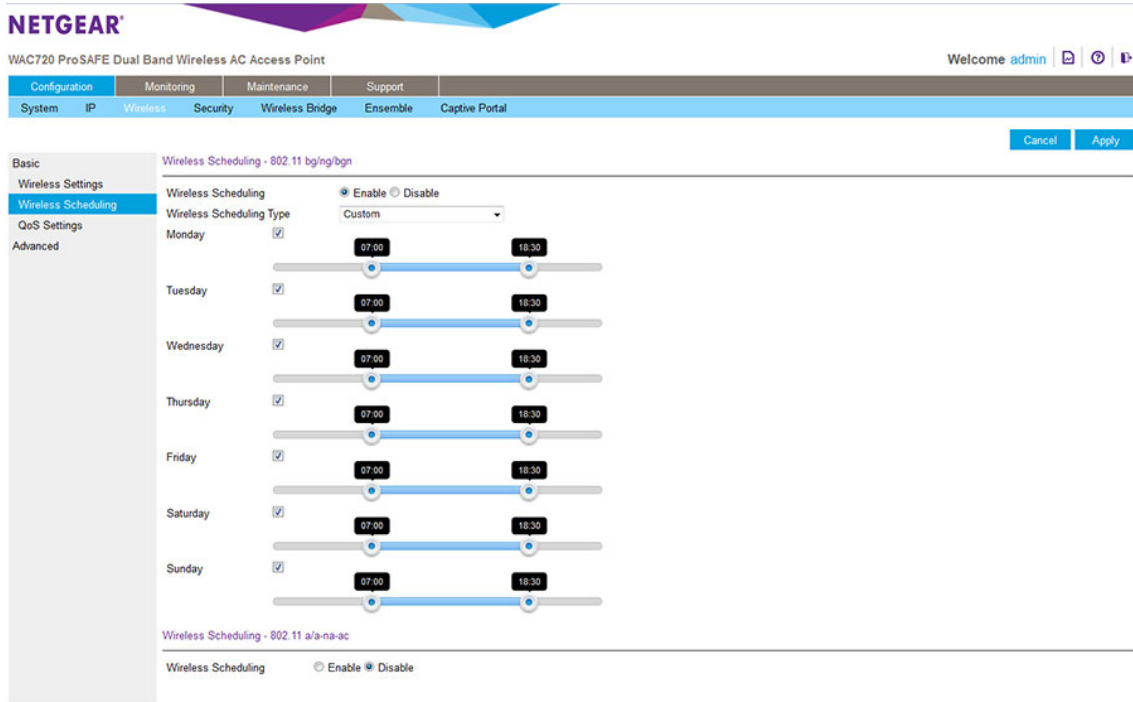 NETGEAR
WAC720 ProSAFE Dual Band Wireless AC Access Point
Welcome admin
Configuration Monitoring Maintenance Support
System IP Wireless Security Wireless Bridge Ensemble Captive Portal
Cancel Apply
Basic
Wireless Settings
Wireless Scheduling
QoS Settings
Advanced
Wireless Scheduling - 802.11 bg/ng/bgn
Wireless Scheduling Enable Disable
Wireless Scheduling Type Custom
Monday
07:00 18:30
Tuesday
07:00 18:30
Wednesday
07:00 18:30
Thursday
07:00 18:30
Friday
07:00 18:30
Saturday
07:00 18:30
Sunday
07:00 18:30
Wireless Scheduling - 802.11 a/a-na-ac
Wireless Scheduling Enable Disable